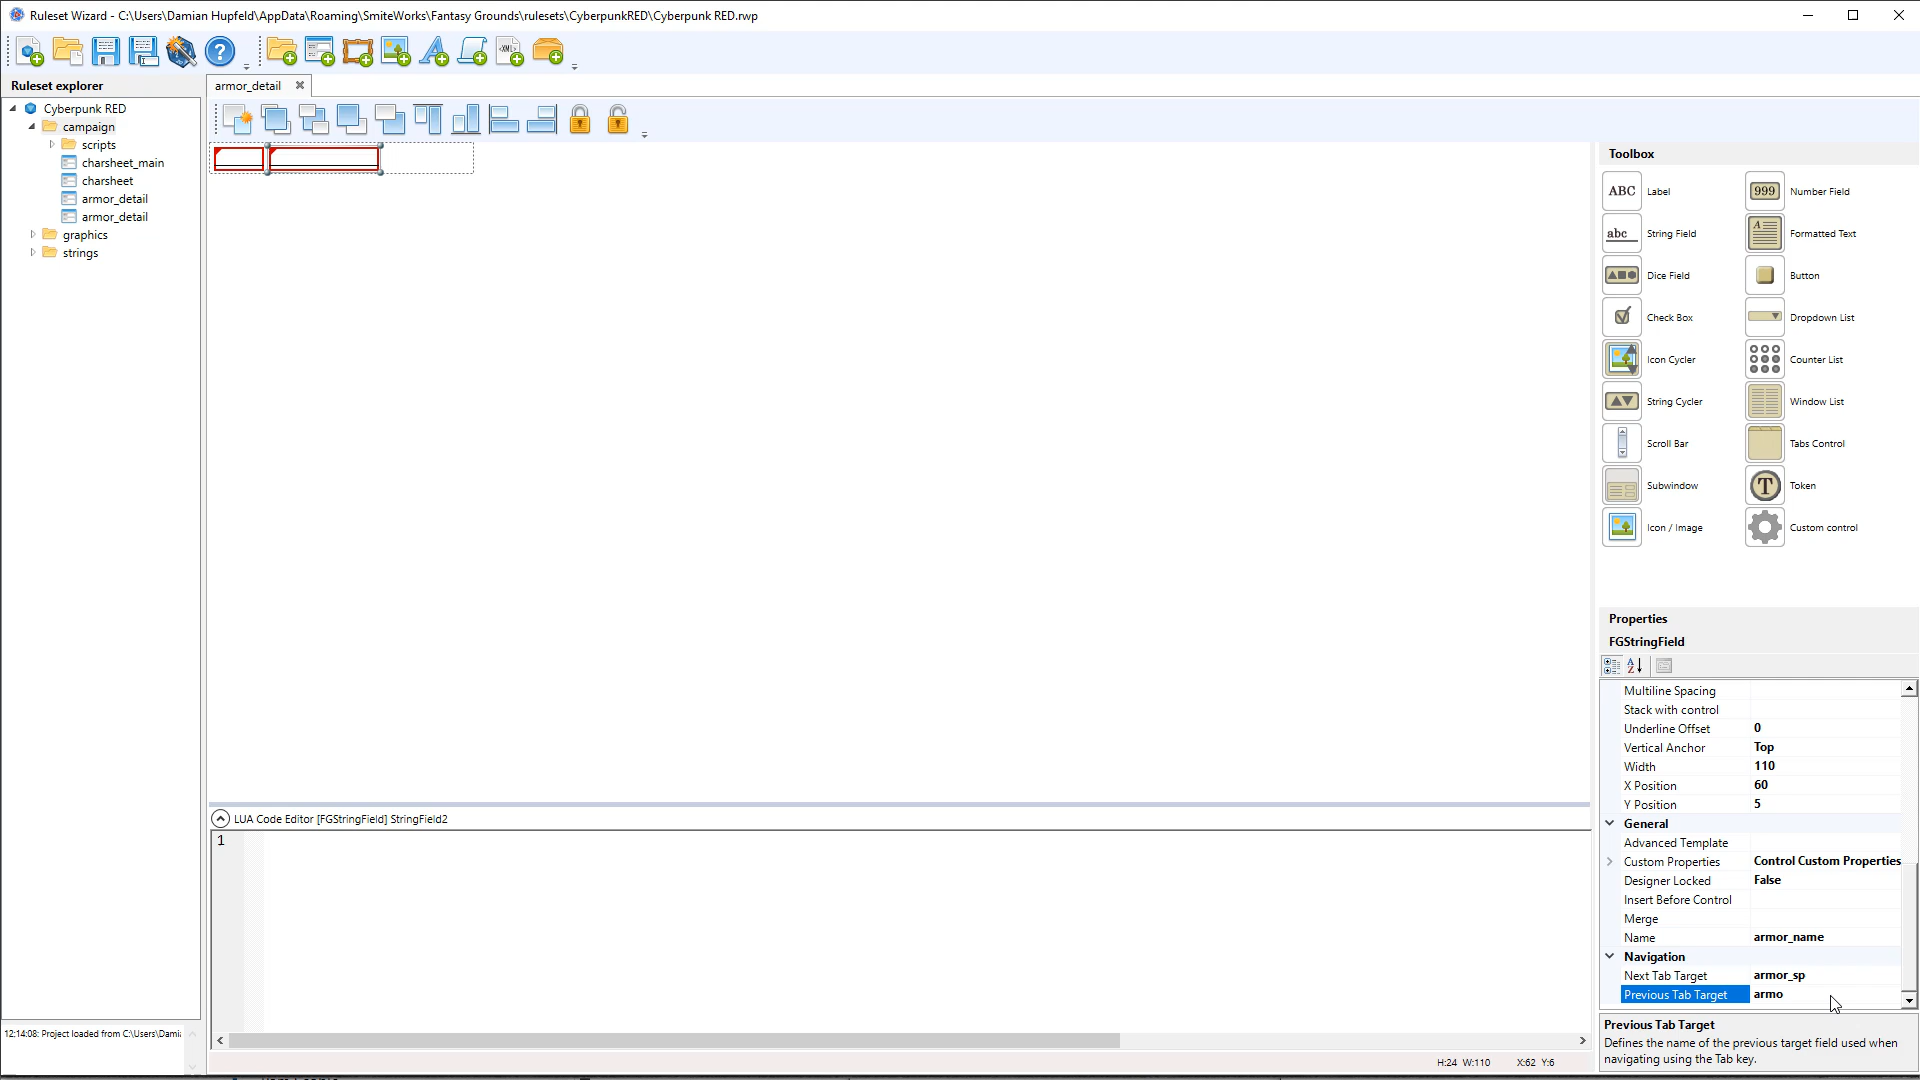 Ruleset Wizard - C:\Users\Damian Hupfeld\AppData\Roaming\SmiteWorks\Fantasy Grounds\rulesets\CyberpunkRED\Cyberpunk RED.rwp
Ruleset explorer
Cyberpunk RED
campaign
scripts
charsheet_main
charsheet
armor_detail
armor_detail
graphics
strings
12:14:08: Project loaded from C:\Users\Dami
armor_detail
LUA Code Editor [FGStringField] StringField2
1
H:24 W:110 X:62 Y:6
Toolbox
ABC Label
999 Number Field
abc String Field
A Formatted Text
Dice Field
Button
Check Box
Dropdown List
Icon Cycler
Counter List
String Cycler
Window List
Scroll Bar
Tabs Control
Subwindow
T Token
Icon / Image
Custom control
Properties
FGStringField
Multiline Spacing
Stack with control
Underline Offset 0
Vertical Anchor Top
Width 110
X Position 60
Y Position 5
General
Advanced Template
Custom Properties Control Custom Properties
Designer Locked False
Insert Before Control
Merge
Name armor_name
Navigation
Next Tab Target armor_sp
Previous Tab Target armo
Previous Tab Target
Defines the name of the previous target field used when
navigating using the Tab key.